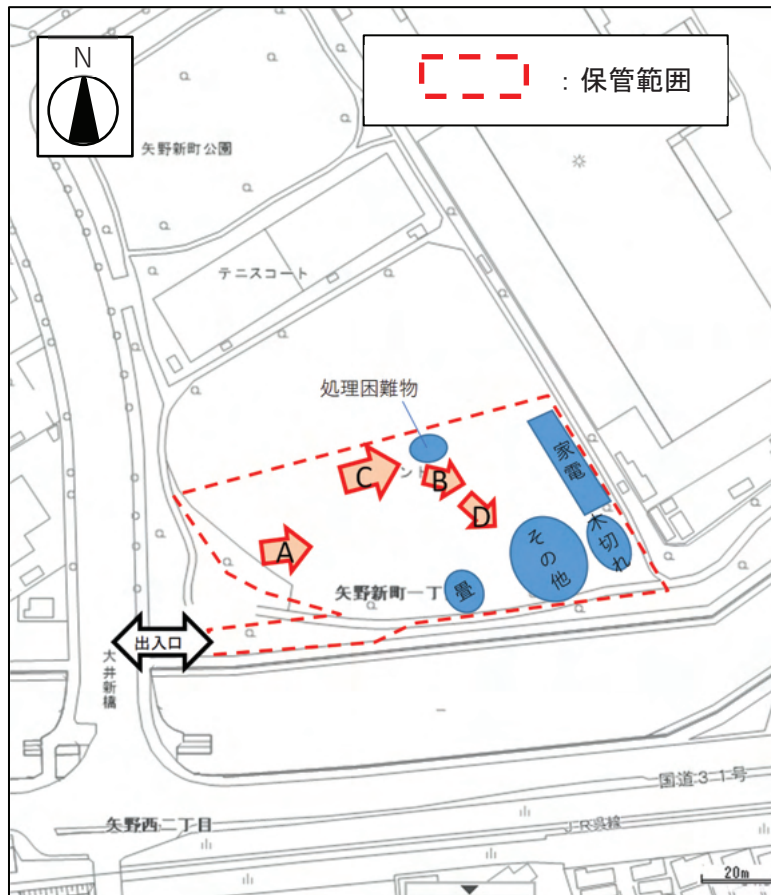 N
：保管範囲
矢野新町公園
テニスコート
処理困難物
C
ント
B
D
A
家電
木切れ
その他
畳
矢野新町一丁
出入口
大井新橋
国道31号
矢野西二丁目
JR呉線
20m